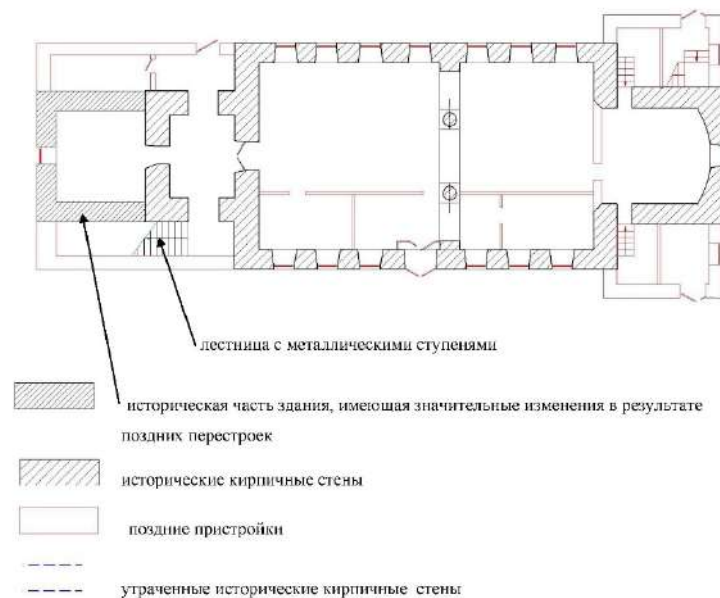 лестница с металлическими ступенями
историческая часть здания, имеющая значительные изменения в результате
поздних перестроек
исторические кирпичные стены
поздние пристройки
утраченные исторические кирпичные стены